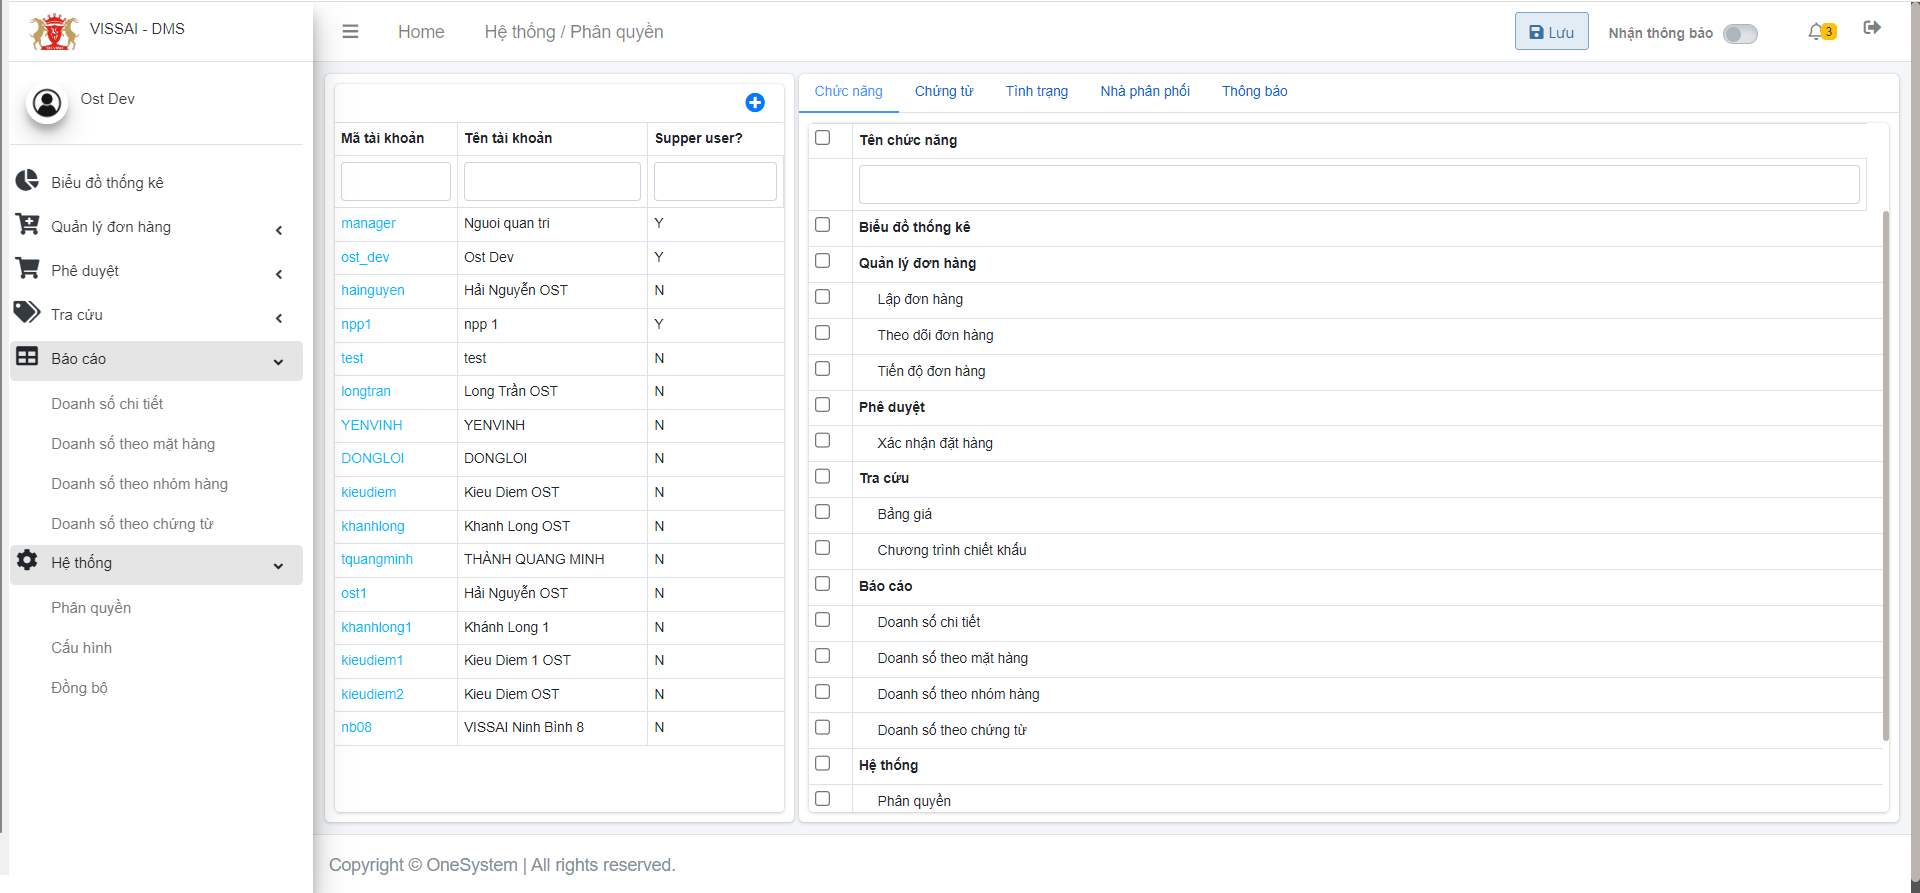 VISSAI - DMS
Home
Hệ thống / Phân quyền
Lưu
Nhận thông báo
3
Ost Dev
Biểu đồ thống kê
Quản lý đơn hàng
Phê duyệt
Tra cứu
Báo cáo
Doanh số chi tiết
Doanh số theo mặt hàng
Doanh số theo nhóm hàng
Doanh số theo chứng từ
Hệ thống
Phân quyền
Cấu hình
Đồng bộ
Mã tài khoản Tên tài khoản Supper user?
manager Nguoi quan tri Y
ost_dev Ost Dev Y
hainguyen Hải Nguyễn OST N
npp1 npp 1 Y
test test N
longtran Long Trần OST N
YENVINH YENVINH N
DONGLOI DONGLOI N
kieudiem Kieu Diem OST N
khanhlong Khanh Long OST N
tquangminh THÀNH QUANG MINH N
ost1 Hải Nguyễn OST N
khanhlong1 Khánh Long 1 N
kieudiem1 Kieu Diem 1 OST N
kieudiem2 Kieu Diem OST N
nb08 VISSAI Ninh Bình 8 N
Chức năng Chứng từ Tình trạng Nhà phân phối Thông báo
Tên chức năng
Biểu đồ thống kê
Quản lý đơn hàng
Lập đơn hàng
Theo dõi đơn hàng
Tiến độ đơn hàng
Phê duyệt
Xác nhận đặt hàng
Tra cứu
Bảng giá
Chương trình chiết khấu
Báo cáo
Doanh số chi tiết
Doanh số theo mặt hàng
Doanh số theo nhóm hàng
Doanh số theo chứng từ
Hệ thống
Phân quyền
Copyright © OneSystem | All rights reserved.